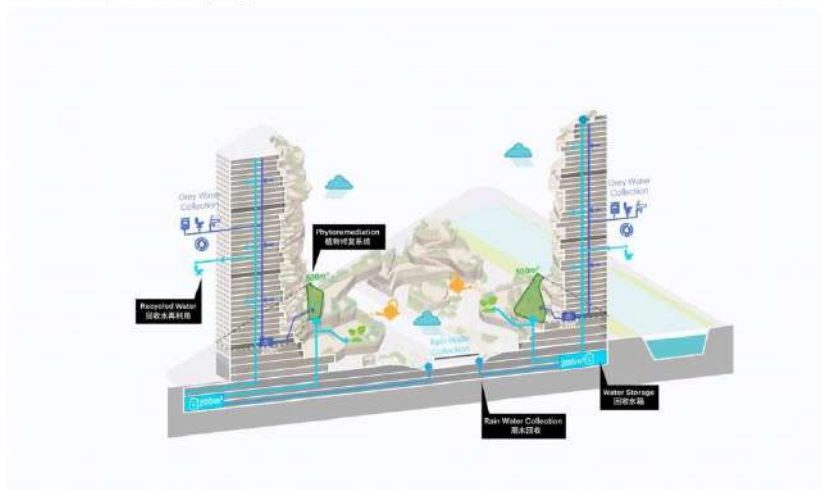 Grey Water
Collection
Grey Water
Collection
Phytoremediation
植物修复系统
500m²
500m²
Recycled Water
回收水再利用
Rain Water
Collection
200m³
200m³
Water Storage
回收水箱
Rain Water Collection
雨水回收